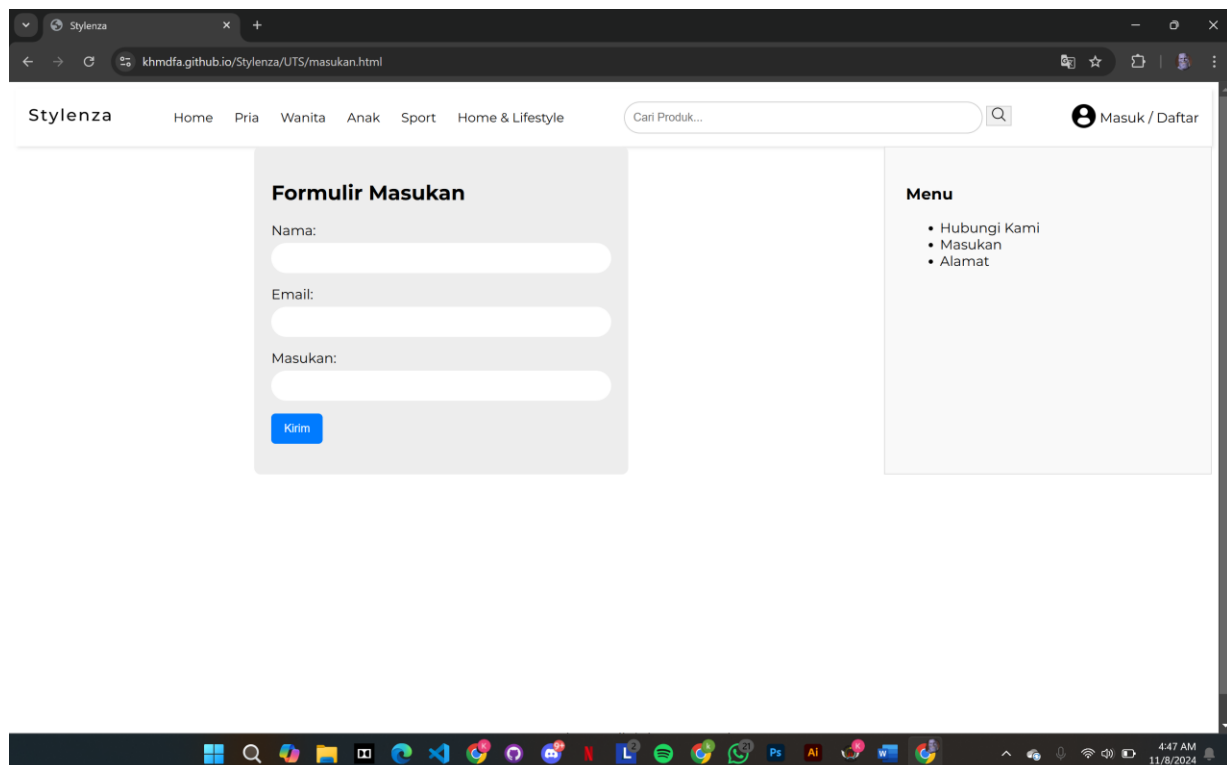 Stylenza
khmdfa.github.io/Stylenza/UTS/masukan.html
Stylenza Home Pria Wanita Anak Sport Home & Lifestyle Cari Produk... Masuk / Daftar
Formulir Masukan
Nama:
Email:
Masukan:
Kirim
Menu
• Hubungi Kami
• Masukan
• Alamat
4:47 AM
11/8/2024